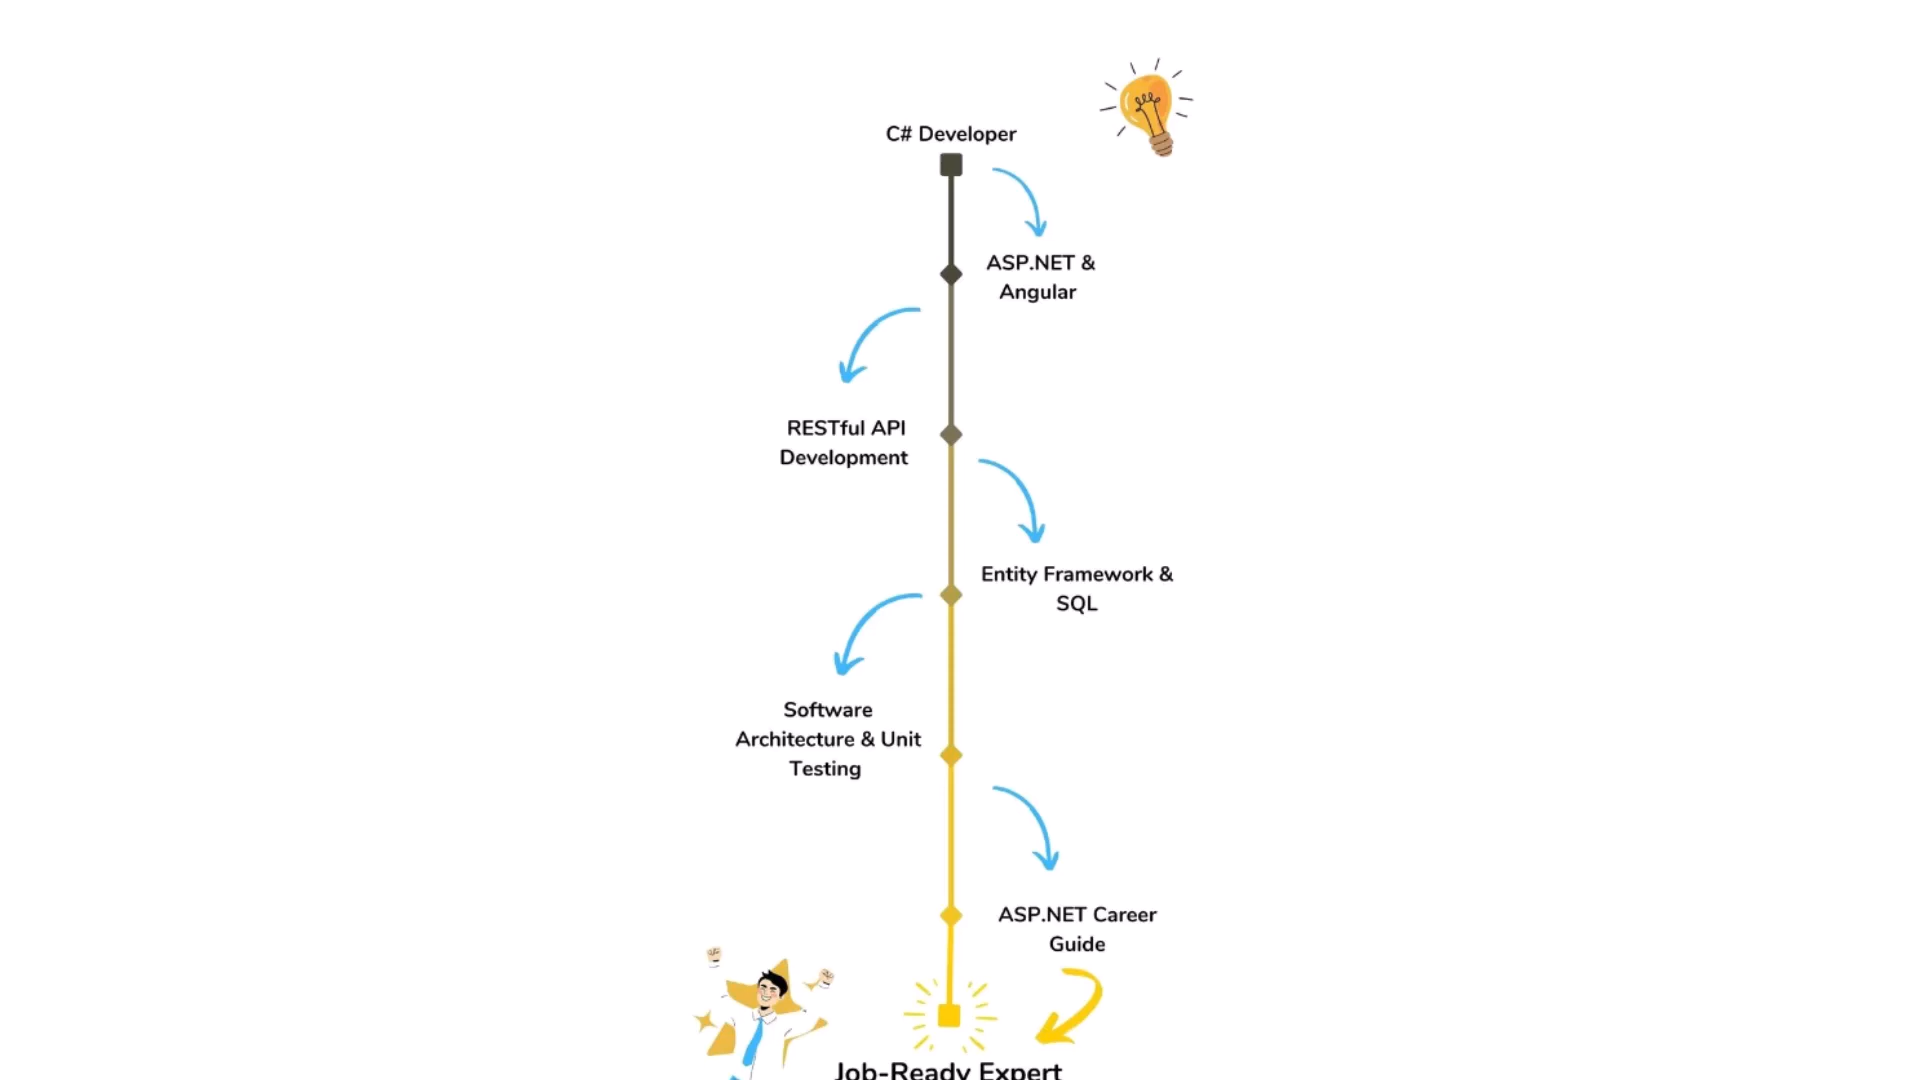 C# Developer
ASP.NET &
Angular
RESTful API
Development
Entity Framework &
SQL
Software
Architecture & Unit
Testing
ASP.NET Career
Guide
Job-Ready Expert